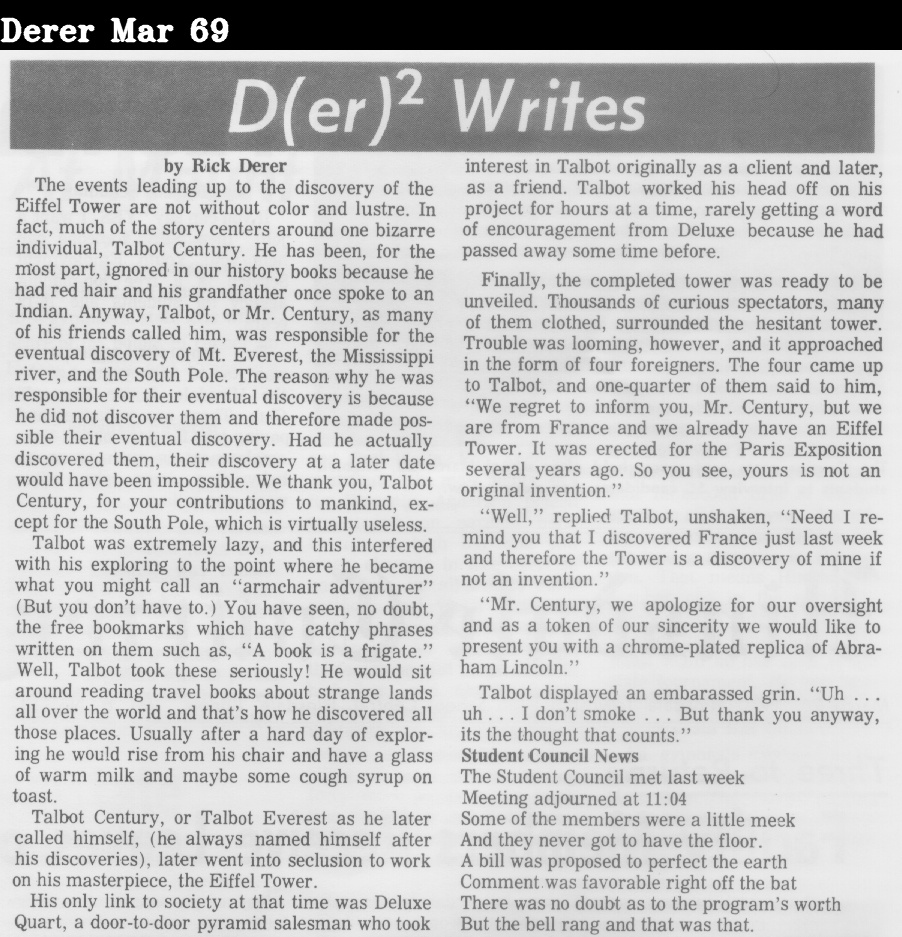 Derer Mar 69
D(er)² Writes
by Rick Derer
The events leading up to the discovery of the
Eiffel Tower are not without color and lustre. In
fact, much of the story centers around one bizarre
individual, Talbot Century. He has been, for the
most part, ignored in our history books because he
had red hair and his grandfather once spoke to an
Indian. Anyway, Talbot, or Mr. Century, as many
of his friends called him, was responsible for the
eventual discovery of Mt. Everest, the Mississippi
river, and the South Pole. The reason why he was
responsible for their eventual discovery is because
he did not discover them and therefore made pos-
sible their eventual discovery. Had he actually
discovered them, their discovery at a later date
would have been impossible. We thank you, Talbot
Century, for your contributions to mankind, ex-
cept for the South Pole, which is virtually useless.
Talbot was extremely lazy, and this interfered
with his exploring to the point where he became
what you might call an "armchair adventurer"
(But you don't have to.) You have seen, no doubt,
the free bookmarks which have catchy phrases
written on them such as, "A book is a frigate."
Well, Talbot took these seriously! He would sit
around reading travel books about strange lands
all over the world and that's how he discovered all
those places. Usually after a hard day of explor-
ing he would rise from his chair and have a glass
of warm milk and maybe some cough syrup on
toast.
Talbot Century, or Talbot Everest as he later
called himself, (he always named himself after
his discoveries), later went into seclusion to work
on his masterpiece, the Eiffel Tower.
His only link to society at that time was Deluxe
Quart, a door-to-door pyramid salesman who took
interest in Talbot originally as a client and later,
as a friend. Talbot worked his head off on his
project for hours at a time, rarely getting a word
of encouragement from Deluxe because he had
passed away some time before.
Finally, the completed tower was ready to be
unveiled. Thousands of curious spectators, many
of them clothed, surrounded the hesitant tower.
Trouble was looming, however, and it approached
in the form of four foreigners. The four came up
to Talbot, and one-quarter of them said to him,
"We regret to inform you, Mr. Century, but we
are from France and we already have an Eiffel
Tower. It was erected for the Paris Exposition
several years ago. So you see, yours is not an
original invention."
"Well," replied Talbot, unshaken, "Need I re-
mind you that I discovered France just last week
and therefore the Tower is a discovery of mine if
not an invention."
"Mr. Century, we apologize for our oversight
and as a token of our sincerity we would like to
present you with a chrome-plated replica of Abra-
ham Lincoln."
Talbot displayed an embarassed grin. "Uh ...
uh ... I don't smoke ... But thank you anyway,
its the thought that counts."
Student Council News
The Student Council met last week
Meeting adjourned at 11:04
Some of the members were a little meek
And they never got to have the floor.
A bill was proposed to perfect the earth
Comment was favorable right off the bat
There was no doubt as to the program's worth
But the bell rang and that was that.